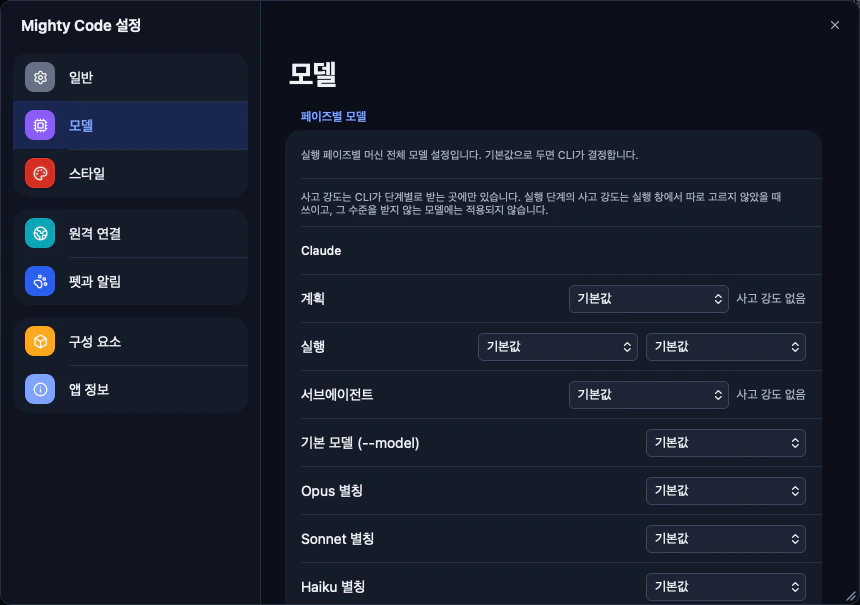 Mighty Code 설정
일반
모델
스타일
원격 연결
펫과 알림
구성 요소
앱 정보
모델
페이즈별 모델
실행 페이즈별 머신 전체 모델 설정입니다. 기본값으로 두면 CLI가 결정합니다.
사고 강도는 CLI가 단계별로 받는 곳에만 있습니다. 실행 단계의 사고 강도는 실행 창에서 따로 고르지 않았을 때
쓰이고, 그 수준을 받지 않는 모델에는 적용되지 않습니다.
Claude
계획 기본값 사고 강도 없음
실행 기본값 기본값
서브에이전트 기본값 사고 강도 없음
기본 모델 (--model) 기본값
Opus 별칭 기본값
Sonnet 별칭 기본값
Haiku 별칭 기본값